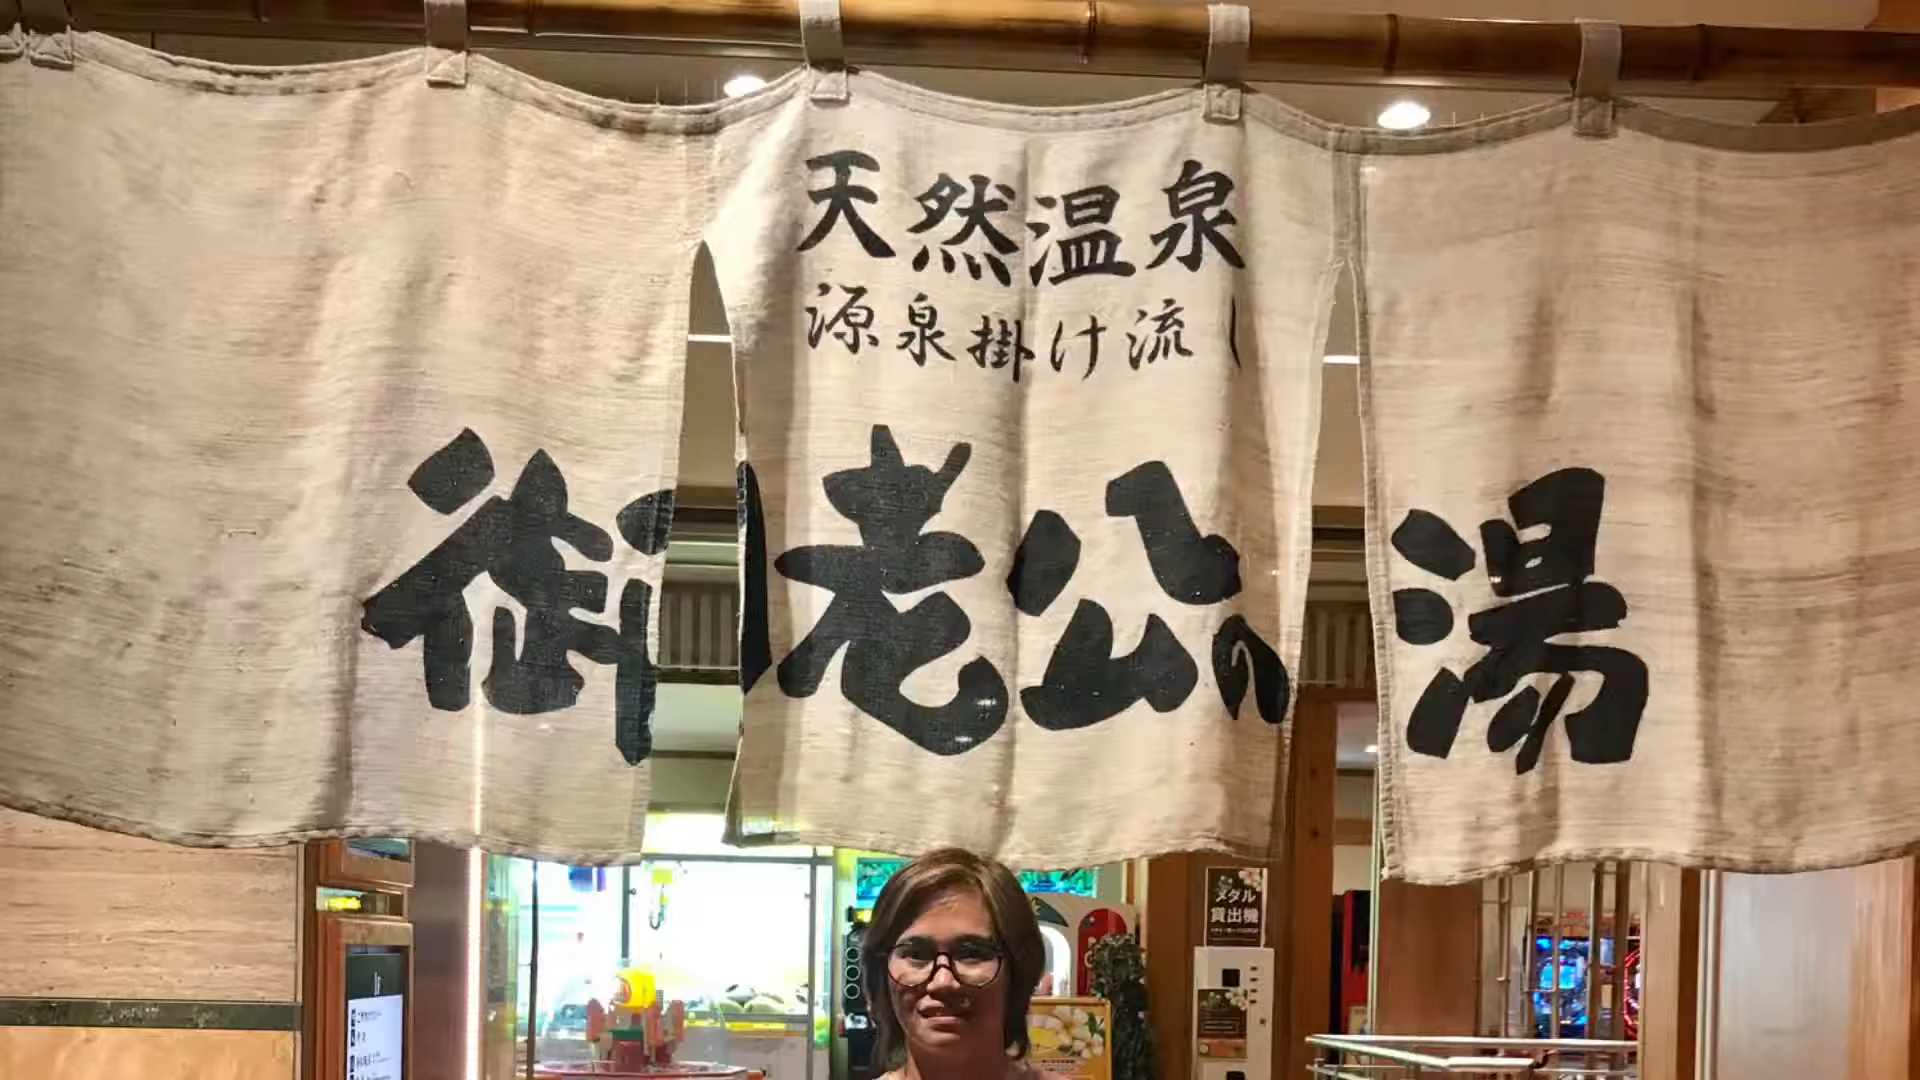 天然温泉
源泉掛け流し
御老公の湯
メダル
貸出機